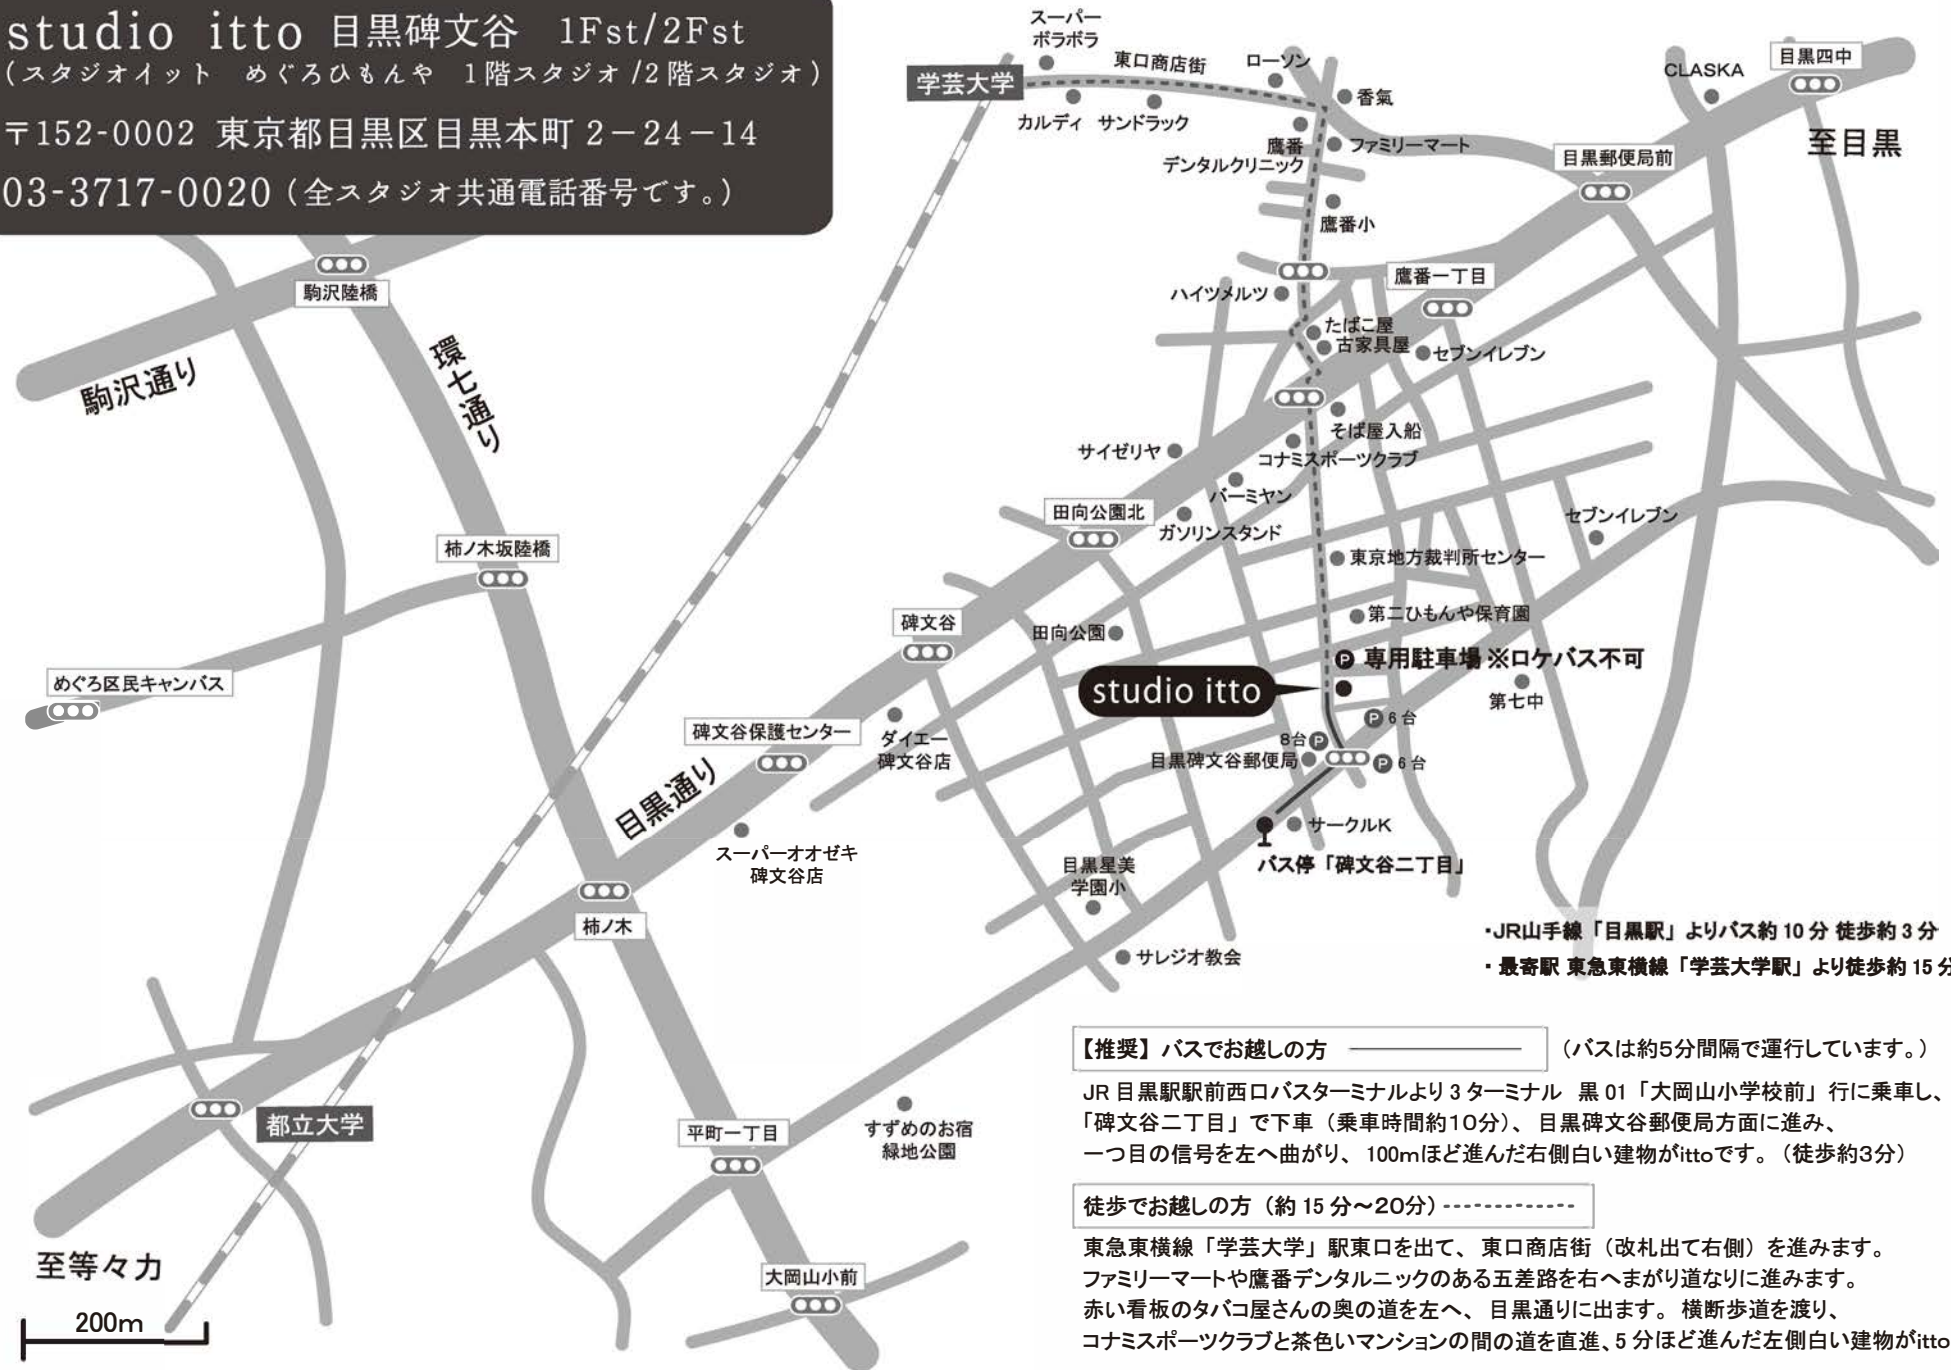 studio itto 目黒碑文谷 1Fst/2Fst
(スタジオイット めぐろひもんや 1階スタジオ/2階スタジオ)
〒152-0002 東京都目黒区目黒本町2-24-14
03-3717-0020(全スタジオ共通電話番号です。)
スーパー
ボラボラ
学芸大学
東口商店街
ローソン
カルディ
サンドラック
香氣
鷹番
デンタルクリニック
ファミリーマート
鷹番小
CLASKA
目黒四中
至目黒
目黒郵便局前
駒沢陸橋
駒沢通り
環七通り
ハイツメルツ
鷹番一丁目
たばこ屋
古家具屋
セブンイレブン
そば屋入船
サイゼリヤ
コナミスポーツクラブ
バーミヤン
田向公園北
ガソリンスタンド
セブンイレブン
柿ノ木坂陸橋
東京地方裁判所センター
碑文谷
田向公園
第二ひもんや保育園
P 専用駐車場 ※ロケバス不可
studio itto
第七中
めぐろ区民キャンバス
碑文谷保護センター
ダイエー
碑文谷店
P 6台
8台 P
目黒碑文谷郵便局
P 6台
目黒通り
スーパーオオゼキ
碑文谷店
サークルK
バス停「碑文谷二丁目」
目黒星美
学園小
柿ノ木
サレジオ教会
・JR山手線「目黒駅」よりバス約10分 徒歩約3分
・最寄駅 東急東横線「学芸大学駅」より徒歩約15分
都立大学
平町一丁目
すずめのお宿
緑地公園
至等々力
大岡山小前
200m
【推奨】バスでお越しの方 (バスは約5分間隔で運行しています。)
JR目黒駅駅前西口バスターミナルより3ターミナル 黒01「大岡山小学校前」行に乗車し、
「碑文谷二丁目」で下車(乗車時間約10分)、目黒碑文谷郵便局方面に進み、
一つ目の信号を左へ曲がり、100mほど進んだ右側白い建物がittoです。(徒歩約3分)
徒歩でお越しの方(約15分〜20分)
東急東横線「学芸大学」駅東口を出て、東口商店街(改札出て右側)を進みます。
ファミリーマートや鷹番デンタルニックのある五差路を右へまがり道なりに進みます。
赤い看板のタバコ屋さんの奥の道を左へ、目黒通りに出ます。横断歩道を渡り、
コナミスポーツクラブと茶色いマンションの間の道を直進、5分ほど進んだ左側白い建物がitto